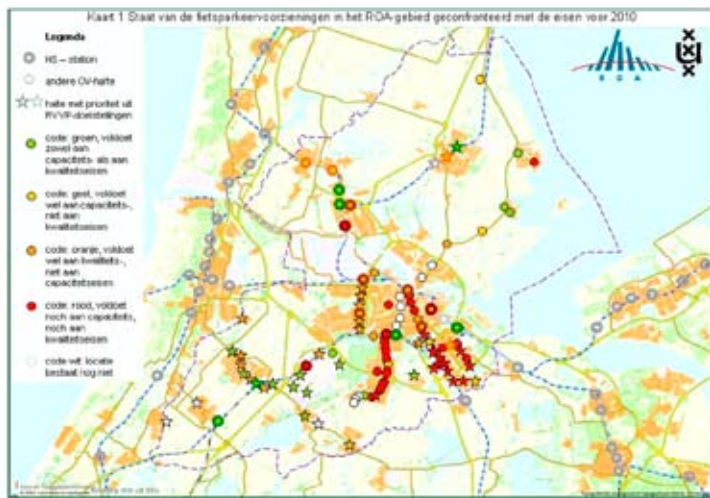 Kaart 1 Staat van de fietsparkeervoorzieningen in het ROA-gebied geconfronteerd met de eisen voor 2010
Legenda
NS – station
andere OV-halte
halte met prioriteit uit
RVVP-doelstellingen
code: groen, voldoet
zowel aan
capaciteits- als aan
kwaliteitseisen
code: geel, voldoet
wel aan capaciteits-,
niet aan
kwaliteitseisen
code: oranje, voldoet
wel aan kwaliteits-,
niet aan
capaciteitseisen
code: rood, voldoet
noch aan capaciteits,
noch aan
kwaliteitseisen
code wit: locatie
bestaat nog niet
R O A